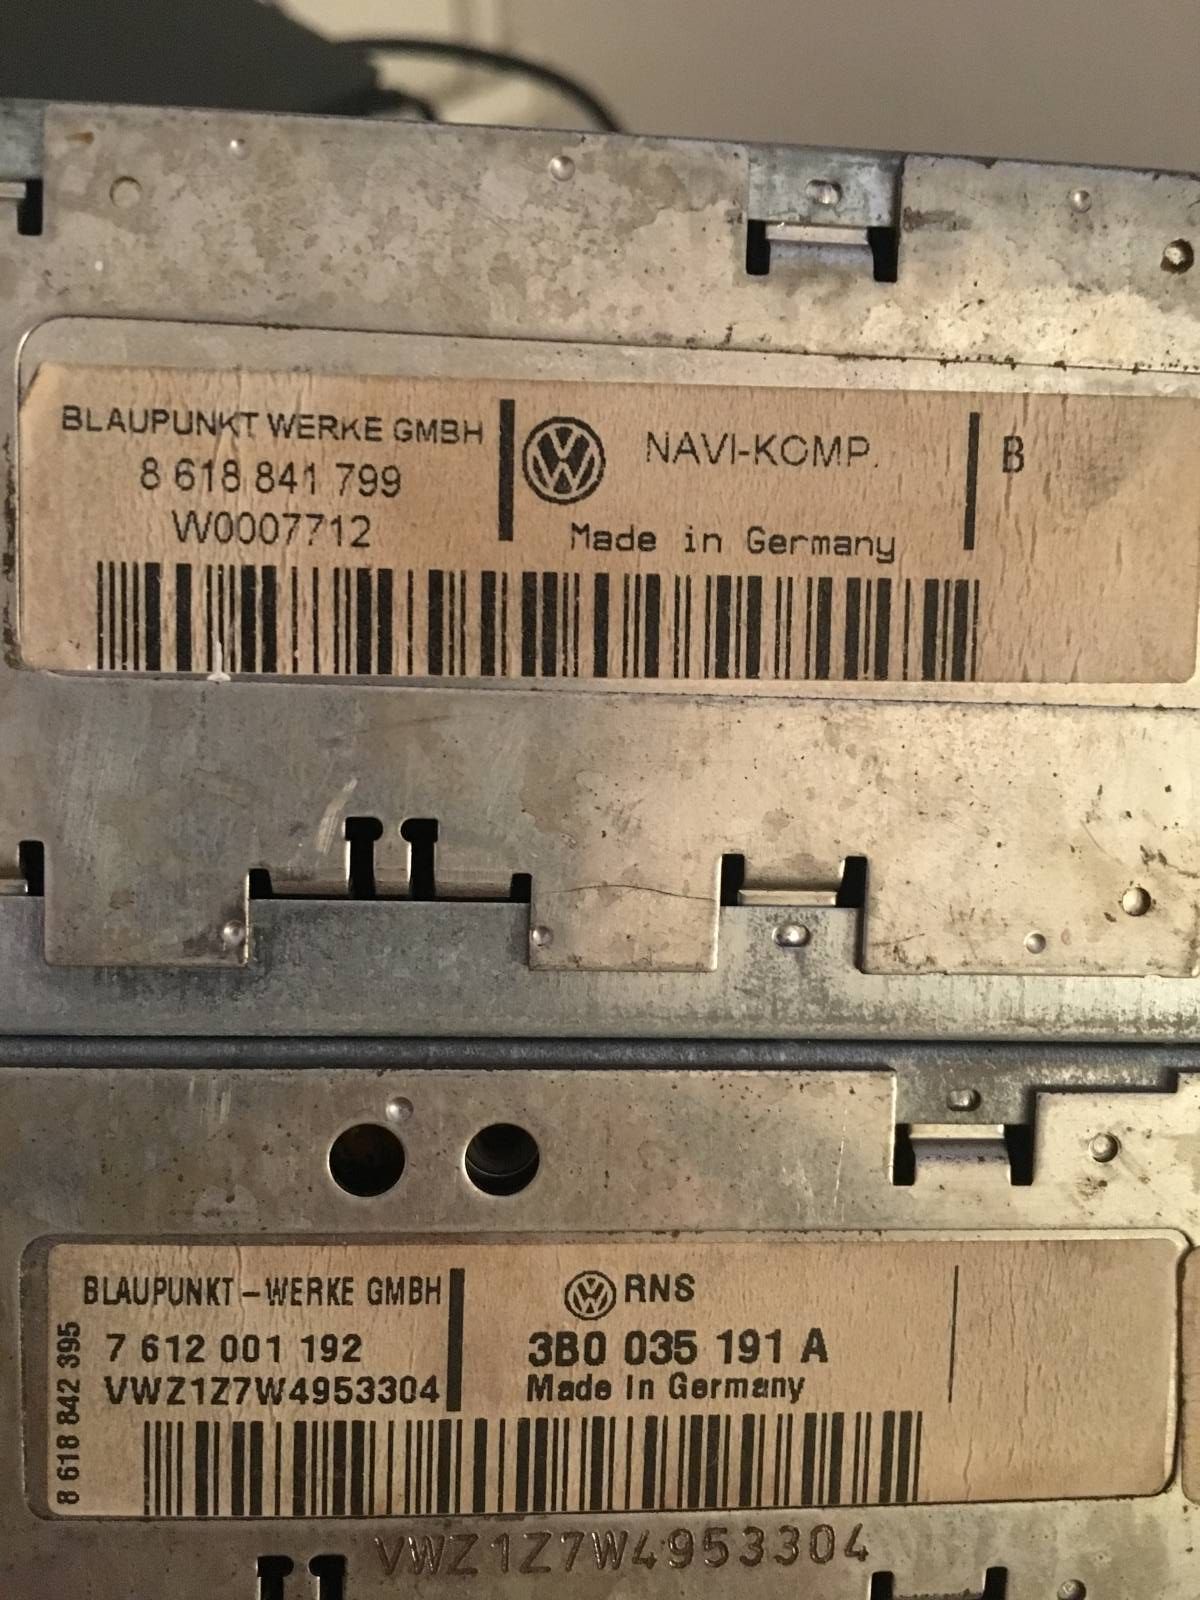 BLAUPUNKT WERKE GMBH
8 618 841 799
W0007712
NAVI-KOMP.
Made in Germany
B
BLAUPUNKT-WERKE GMBH
7 612 001 192
VWZ1Z7W4953304
8 618 842 395
RNS
3B0 035 191 A
Made In Germany
VWZ1Z7W4953304